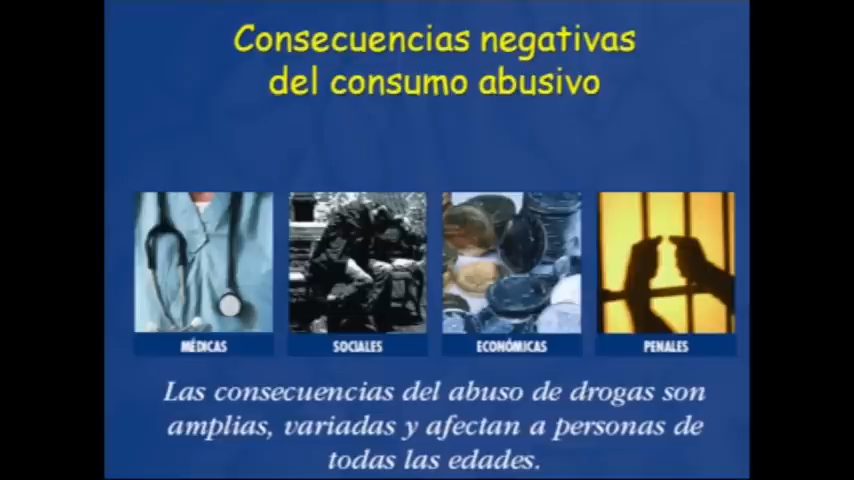 Consecuencias negativas
del consumo abusivo
MÉDICAS
SOCIALES
ECONÓMICAS
PENALES
Las consecuencias del abuso de drogas son
amplias, variadas y afectan a personas de
todas las edades.